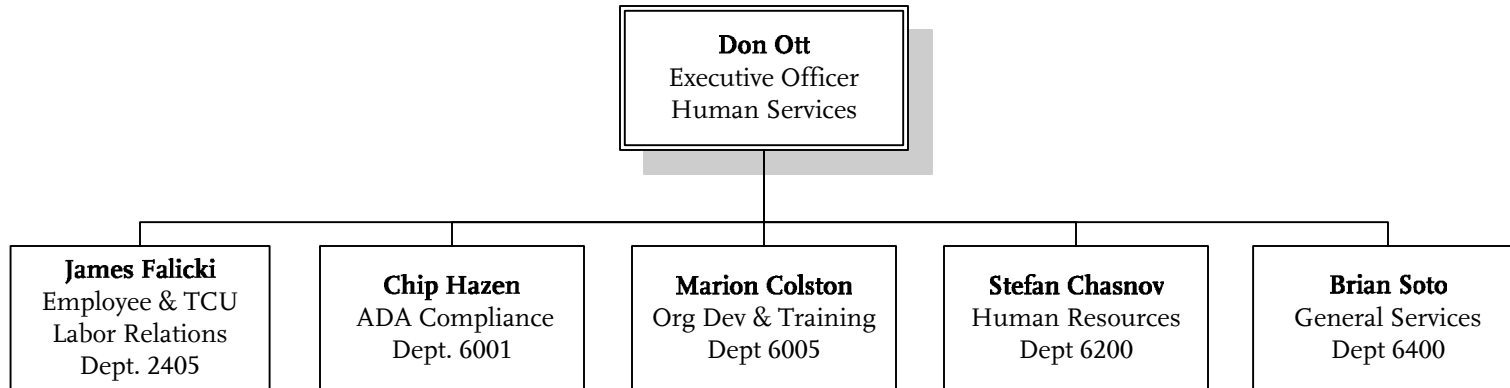 Don Ott
Executive Officer
Human Services
James Falicki
Employee & TCU
Labor Relations
Dept. 2405
Chip Hazen
ADA Compliance
Dept. 6001
Marion Colston
Org Dev & Training
Dept 6005
Stefan Chasnov
Human Resources
Dept 6200
Brian Soto
General Services
Dept 6400